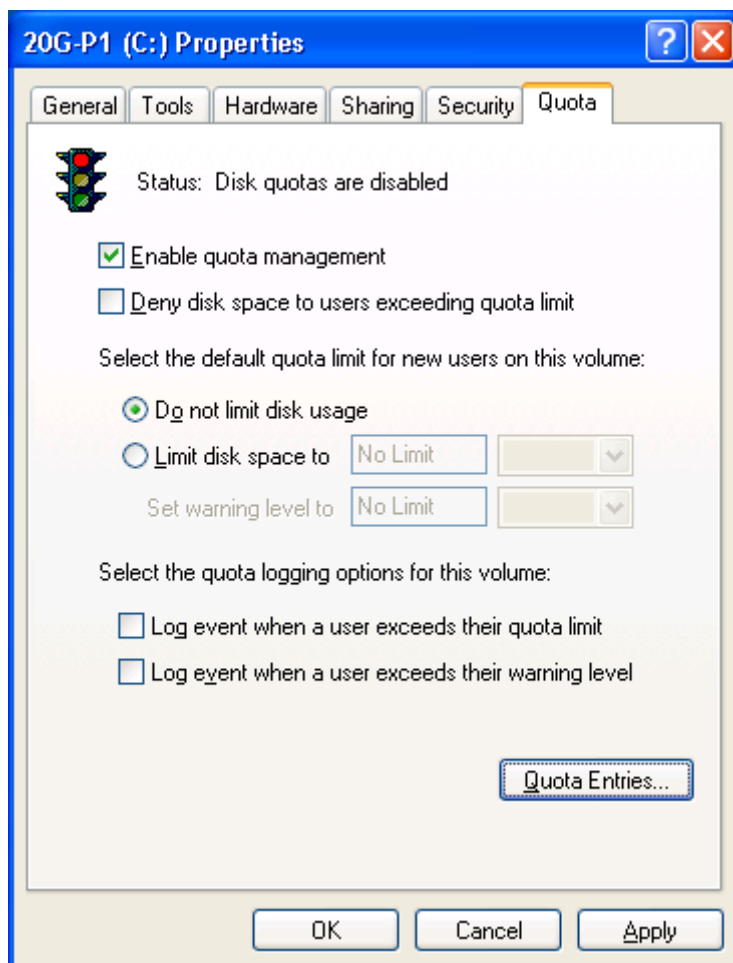 20G-P1 (C:) Properties
General Tools Hardware Sharing Security Quota
Status: Disk quotas are disabled
Enable quota management
Deny disk space to users exceeding quota limit
Select the default quota limit for new users on this volume:
Do not limit disk usage
Limit disk space to No Limit
Set warning level to No Limit
Select the quota logging options for this volume:
Log event when a user exceeds their quota limit
Log event when a user exceeds their warning level
Quota Entries...
OK Cancel Apply